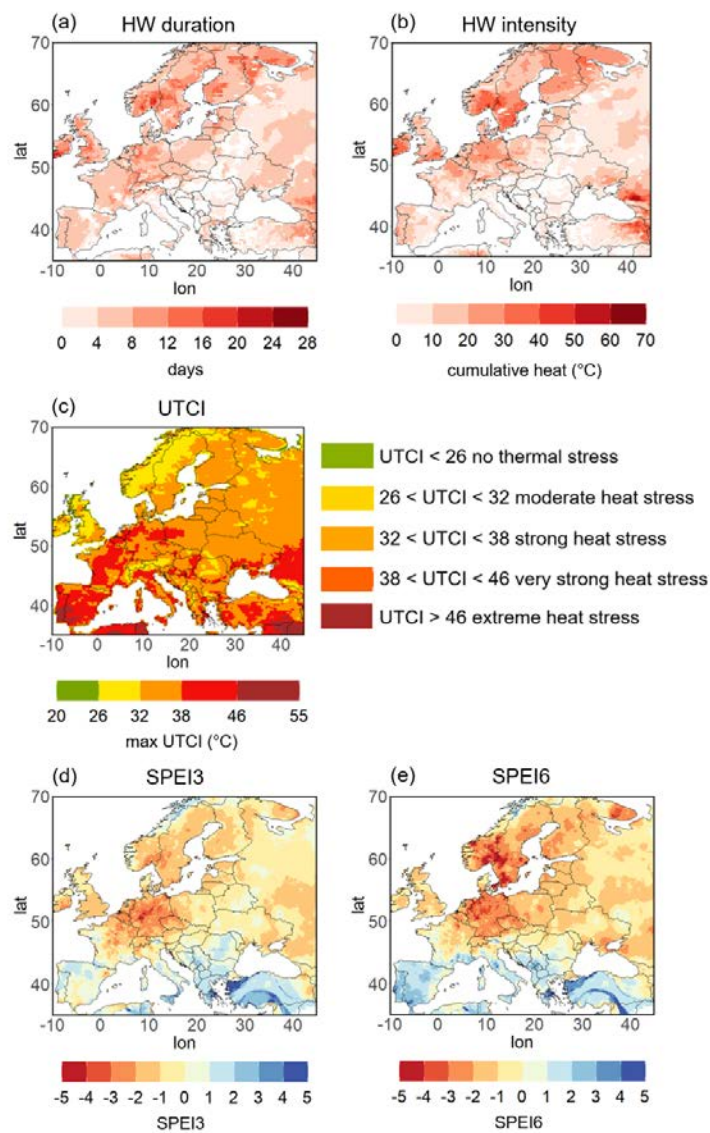 (a) HW duration
70
60
50
40
lat
-10 0 10 20 30 40
lon
0 4 8 12 16 20 24 28
days
(b) HW intensity
70
60
50
40
lat
-10 0 10 20 30 40
lon
0 10 20 30 40 50 60 70
cumulative heat (°C)
(c) UTCI
70
60
50
40
lat
-10 0 10 20 30 40
lon
20 26 32 38 46 55
max UTCI (°C)
UTCI < 26 no thermal stress
26 < UTCI < 32 moderate heat stress
32 < UTCI < 38 strong heat stress
38 < UTCI < 46 very strong heat stress
UTCI > 46 extreme heat stress
(d) SPEI3
70
60
50
40
lat
-10 0 10 20 30 40
lon
-5 -4 -3 -2 -1 0 1 2 3 4 5
SPEI3
(e) SPEI6
70
60
50
40
lat
-10 0 10 20 30 40
lon
-5 -4 -3 -2 -1 0 1 2 3 4 5
SPEI6